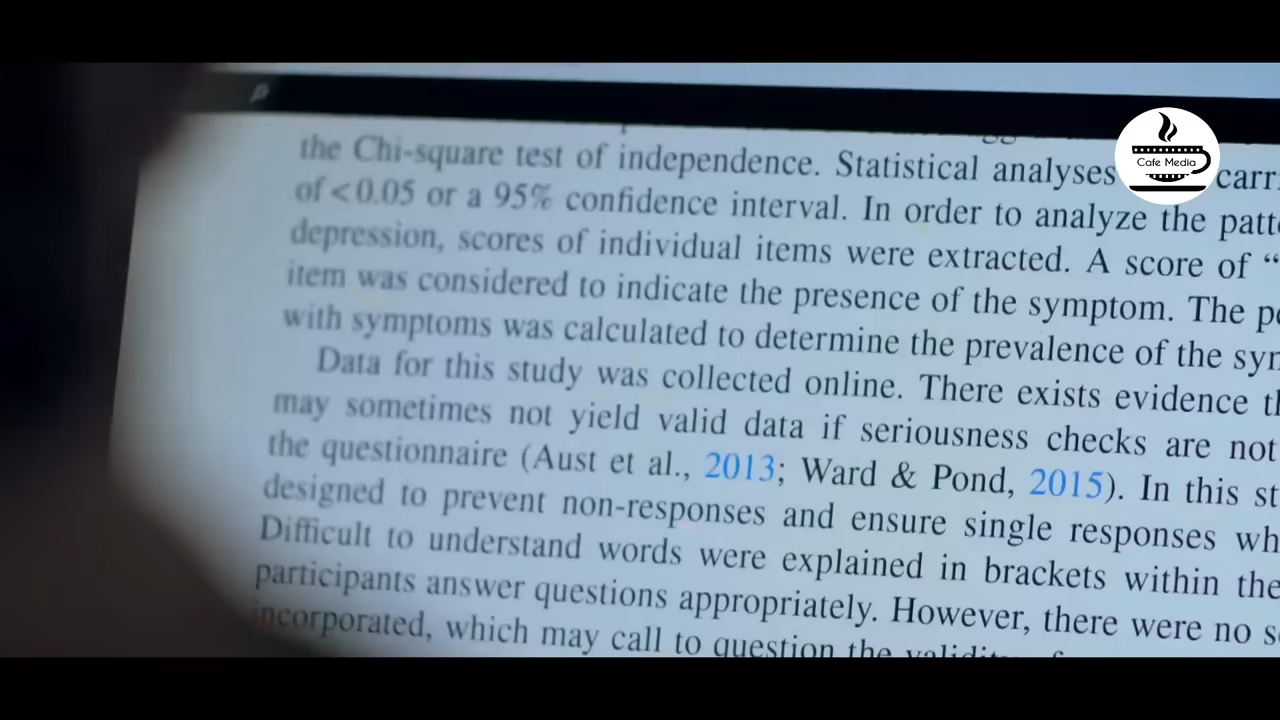 the Chi-square test of independence. Statistical analyses carr
of <0.05 or a 95% confidence interval. In order to analyze the patt
depression, scores of individual items were extracted. A score of “
item was considered to indicate the presence of the symptom. The p
with symptoms was calculated to determine the prevalence of the sy
Data for this study was collected online. There exists evidence t
may sometimes not yield valid data if seriousness checks are not
the questionnaire (Aust et al., 2013; Ward & Pond, 2015). In this st
designed to prevent non-responses and ensure single responses wh
Difficult to understand words were explained in brackets within the
participants answer questions appropriately. However, there were no s
incorporated, which may call to question the
Cafe Media